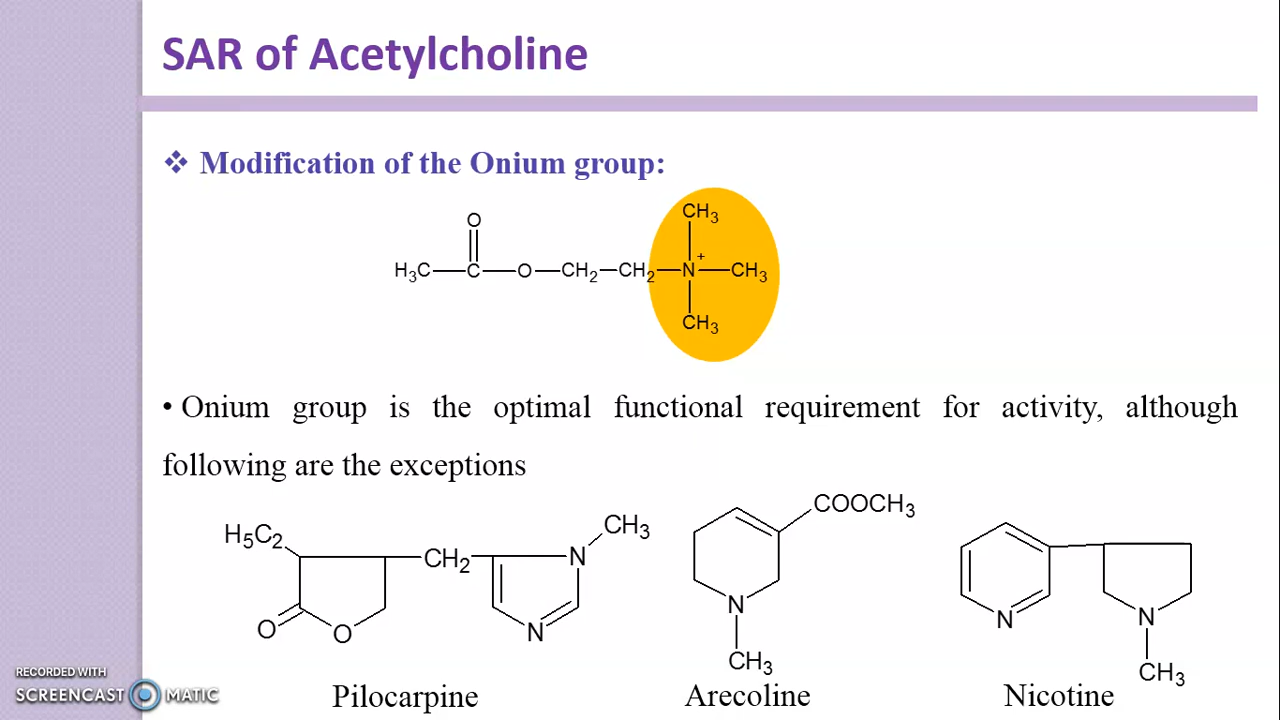 SAR of Acetylcholine
❖ Modification of the Onium group:
CH3
O
+
H3C C O CH2 CH2 N CH3
CH3
• Onium group is the optimal functional requirement for activity, although
following are the exceptions
H5C2 CH2 N CH3 O O N
COOCH3 N CH3
N N CH3
Pilocarpine Arecoline Nicotine
RECORDED WITH
SCREENCAST MATIC